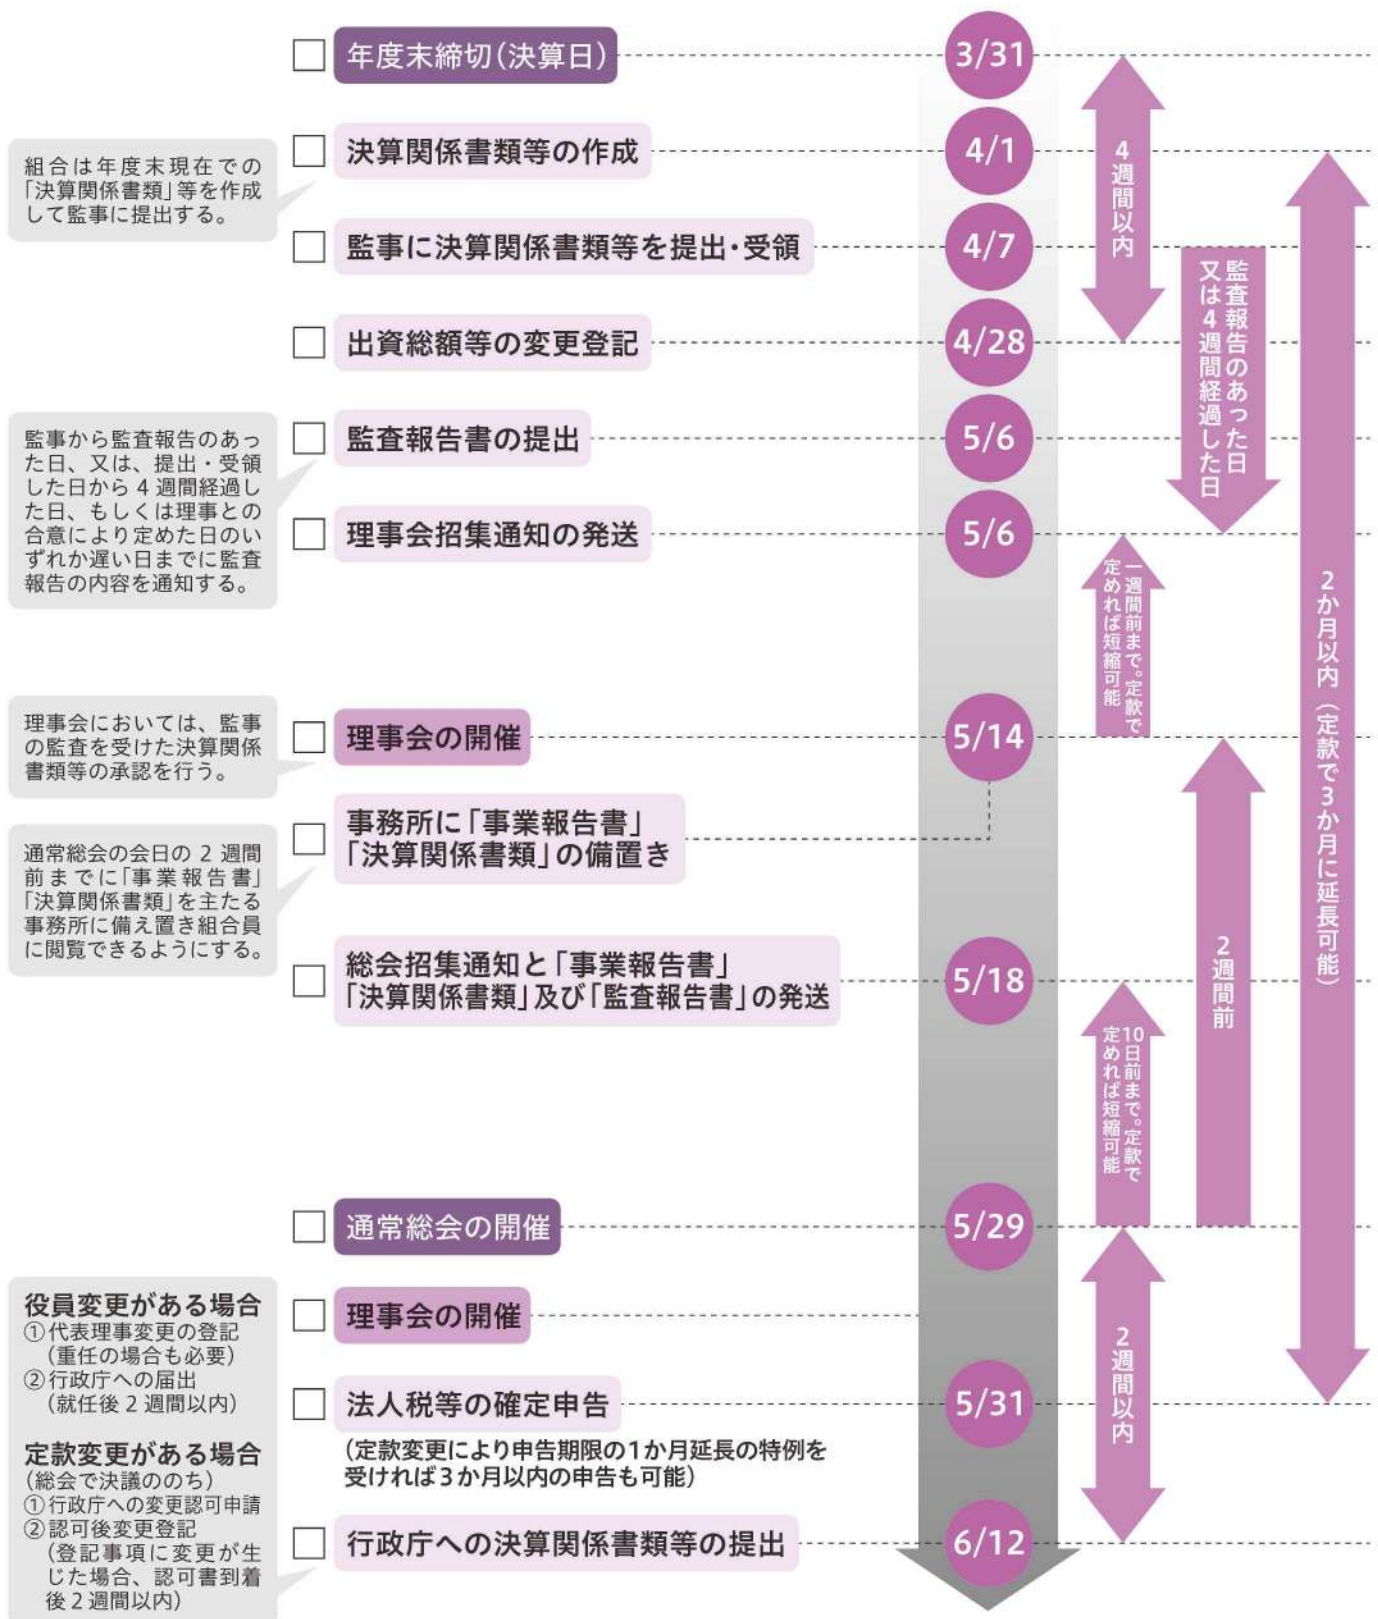 年度末締切(決算日)
3/31
組合は年度末現在での
「決算関係書類」等を作成
して監事に提出する。
決算関係書類等の作成
4/1
監事に決算関係書類等を提出・受領
4/7
4週間以内
出資総額等の変更登記
4/28
監査報告のあった日
又は4週間経過した日
監事から監査報告のあっ
た日、又は、提出・受領
した日から 4 週間経過し
た日、もしくは理事との
合意により定めた日のい
ずれか遅い日までに監査
報告の内容を通知する。
監査報告書の提出
5/6
理事会招集通知の発送
5/6
一週間前まで。定款で
定めれば短縮可能
2か月以内(定款で3か月に延長可能)
理事会においては、監事
の監査を受けた決算関係
書類等の承認を行う。
理事会の開催
5/14
通常総会の会日の 2 週間
前までに「事業報告書」
「決算関係書類」を主たる
事務所に備え置き組合員
に閲覧できるようにする。
事務所に「事業報告書」
「決算関係書類」の備置き
総会招集通知と「事業報告書」
「決算関係書類」及び「監査報告書」の発送
5/18
2週間前
10日前まで。定款で
定めれば短縮可能
通常総会の開催
5/29
役員変更がある場合
①代表理事変更の登記
(重任の場合も必要)
②行政庁への届出
(就任後 2 週間以内)
理事会の開催
2週間以内
法人税等の確定申告
5/31
(定款変更により申告期限の1か月延長の特例を
受ければ3か月以内の申告も可能)
定款変更がある場合
(総会で決議ののち)
①行政庁への変更認可申請
②認可後変更登記
(登記事項に変更が生
じた場合、認可書到着
後 2 週間以内)
行政庁への決算関係書類等の提出
6/12